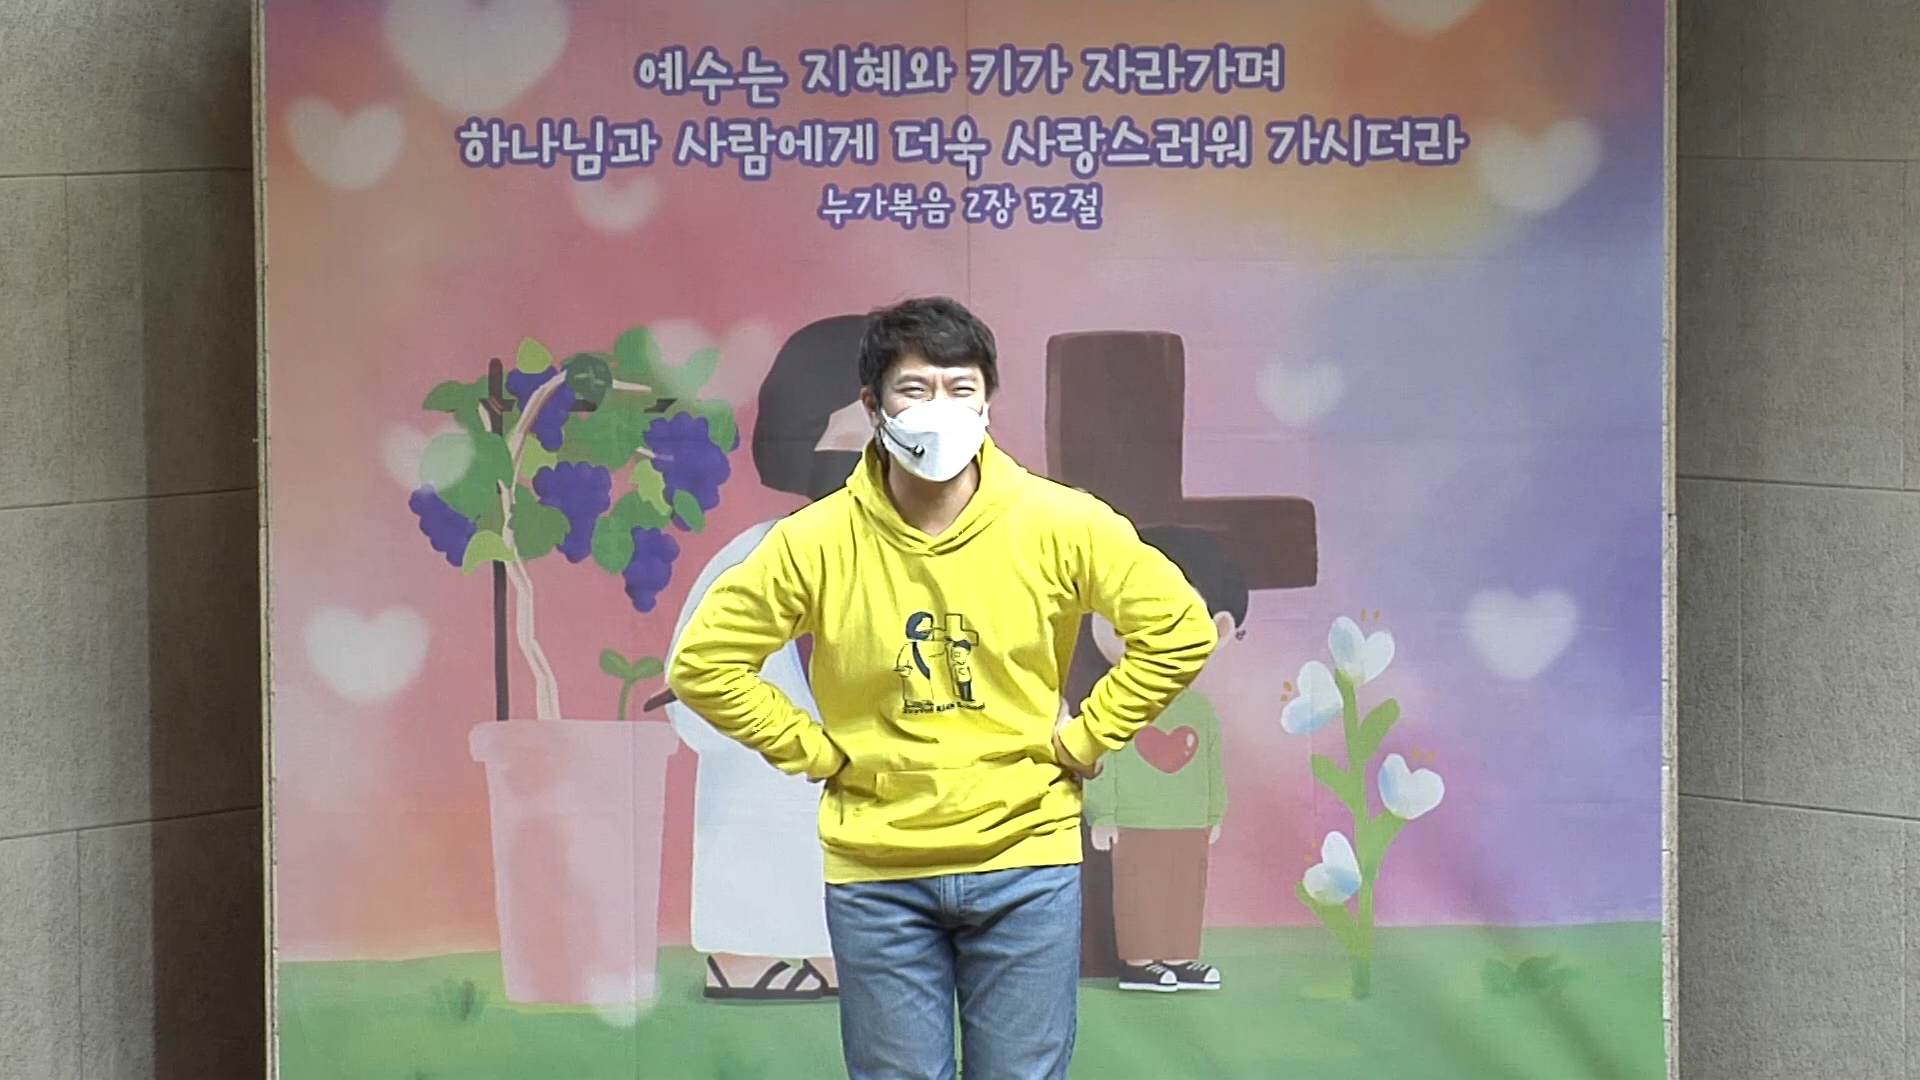 예수는 지혜와 키가 자라가며
하나님과 사람에게 더욱 사랑스러워 가시더라
누가복음 2장 52절